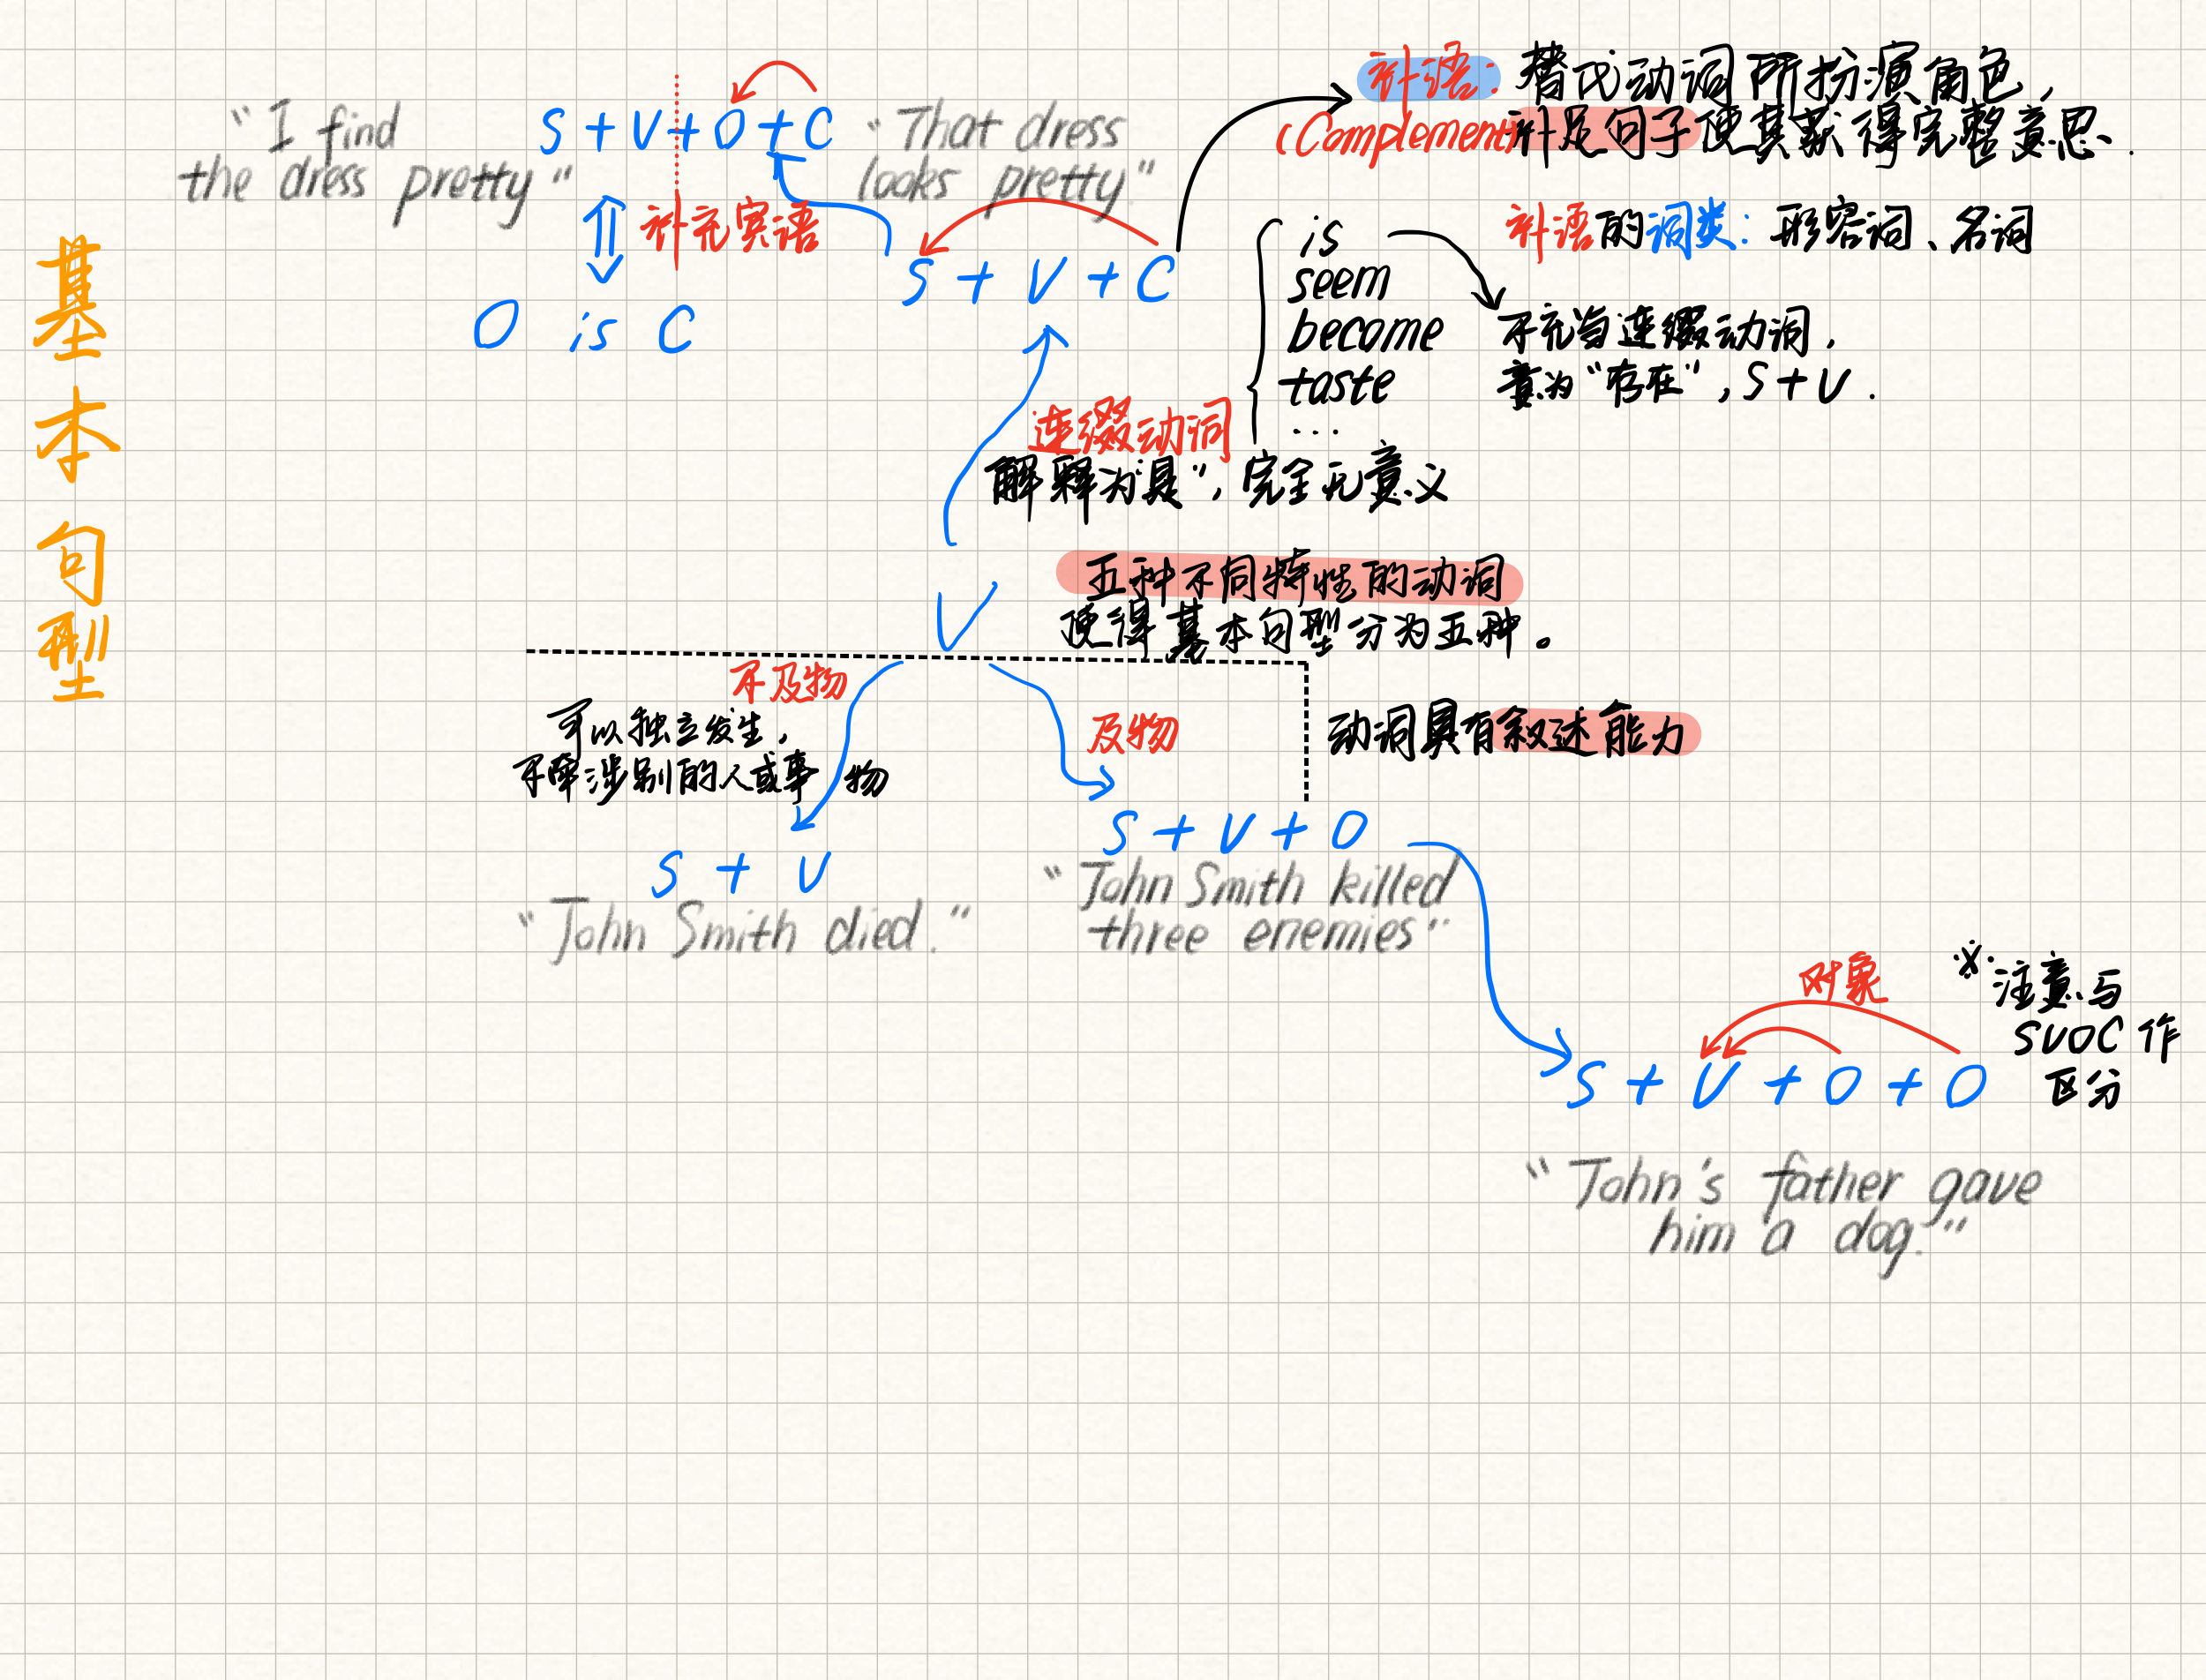 基本句型
"I find
the dress pretty"
S + V + O + C
补充宾语
O is C
"That dress
looks pretty"
S + V + C
补语:替代动词所扮演角色,
(Complement)补足句子使其获得完整意思.
补语的词类:形容词、名词
is
seem
become
taste
...
不充当连缀动词,
意为"存在",S+V.
连缀动词
解释为"是",完全无意义
V
五种不同特性的动词
使得基本句型分为五种。
不及物
可以独立发生,
不牵涉别的人或事物
S + V
"John Smith died."
及物
动词具有叙述能力
S + V + O
"John Smith killed
three enemies"
对象
S + V + O + O
※注意与
SVOC作
区分
"John's father gave
him a dog."